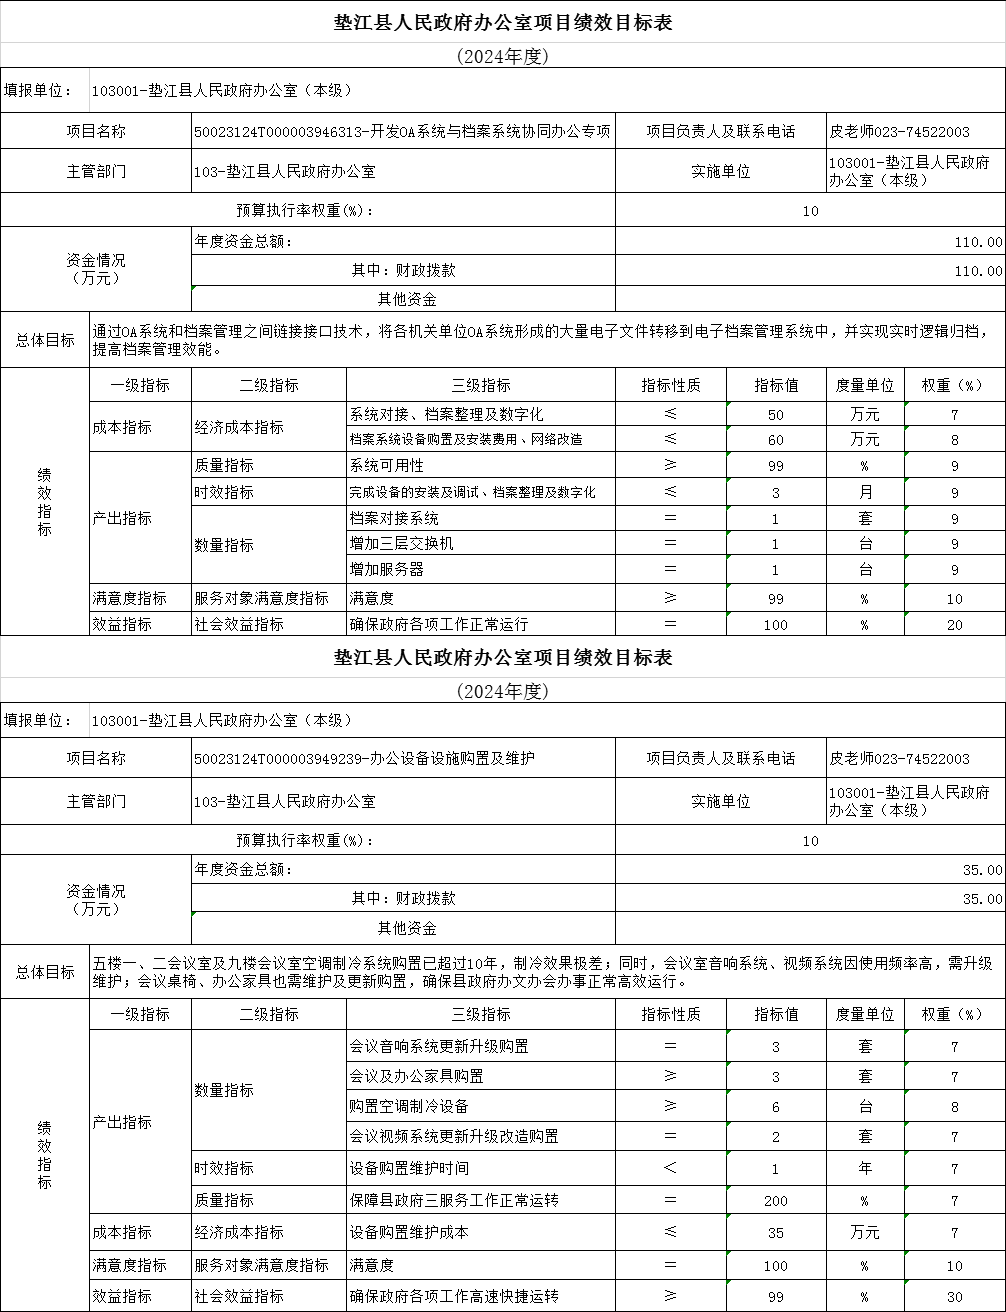 垫江县人民政府办公室项目绩效目标表
(2024年度)
填报单位： 103001-垫江县人民政府办公室（本级）
项目名称 50023124T000003946313-开发OA系统与档案系统协同办公专项 项目负责人及联系电话 皮老师023-74522003
主管部门 103-垫江县人民政府办公室 实施单位 103001-垫江县人民政府
办公室（本级）
预算执行率权重(%)： 10
资金情况
（万元）
年度资金总额： 110.00
其中：财政拨款 110.00
其他资金
总体目标
通过OA系统和档案管理之间链接接口技术，将各机关单位OA系统形成的大量电子文件转移到电子档案管理系统中，并实现实时逻辑归档，
提高档案管理效能。
绩
效
指
标
一级指标 二级指标 三级指标 指标性质 指标值 度量单位 权重（%）
成本指标 经济成本指标 系统对接、档案整理及数字化 ≤ 50 万元 7
档案系统设备购置及安装费用、网络改造 ≤ 60 万元 8
产出指标 质量指标 系统可用性 ≥ 99 % 9
时效指标 完成设备的安装及调试、档案整理及数字化 ≤ 3 月 9
数量指标 档案对接系统 ＝ 1 套 9
增加三层交换机 ＝ 1 台 9
增加服务器 ＝ 1 台 9
满意度指标 服务对象满意度指标 满意度 ≥ 99 % 10
效益指标 社会效益指标 确保政府各项工作正常运行 ＝ 100 % 20
垫江县人民政府办公室项目绩效目标表
(2024年度)
填报单位： 103001-垫江县人民政府办公室（本级）
项目名称 50023124T000003949239-办公设备设施购置及维护 项目负责人及联系电话 皮老师023-74522003
主管部门 103-垫江县人民政府办公室 实施单位 103001-垫江县人民政府
办公室（本级）
预算执行率权重(%)： 10
资金情况
（万元）
年度资金总额： 35.00
其中：财政拨款 35.00
其他资金
总体目标
五楼一、二会议室及九楼会议室空调制冷系统购置已超过10年，制冷效果极差；同时，会议室音响系统、视频系统因使用频率高，需升级
维护；会议桌椅、办公家具也需维护及更新购置，确保县政府办文办会办事正常高效运行。
绩
效
指
标
一级指标 二级指标 三级指标 指标性质 指标值 度量单位 权重（%）
产出指标 数量指标 会议音响系统更新升级购置 ＝ 3 套 7
会议及办公家具购置 ≥ 3 套 7
购置空调制冷设备 ≥ 6 台 8
会议视频系统更新升级改造购置 ＝ 2 套 7
时效指标 设备购置维护时间 ＜ 1 年 7
质量指标 保障县政府三服务工作正常运转 ＝ 200 % 7
成本指标 经济成本指标 设备购置维护成本 ≤ 35 万元 7
满意度指标 服务对象满意度指标 满意度 ＝ 100 % 10
效益指标 社会效益指标 确保政府各项工作高速快捷运转 ≥ 99 % 30